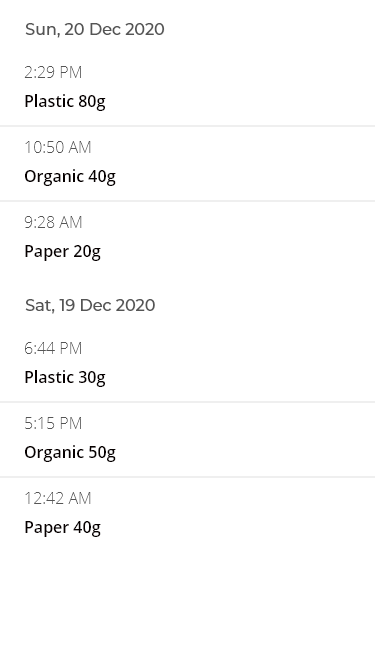 Sun, 20 Dec 2020
2:29 PM
Plastic 80g
10:50 AM
Organic 40g
9:28 AM
Paper 20g
Sat, 19 Dec 2020
6:44 PM
Plastic 30g
5:15 PM
Organic 50g
12:42 AM
Paper 40g